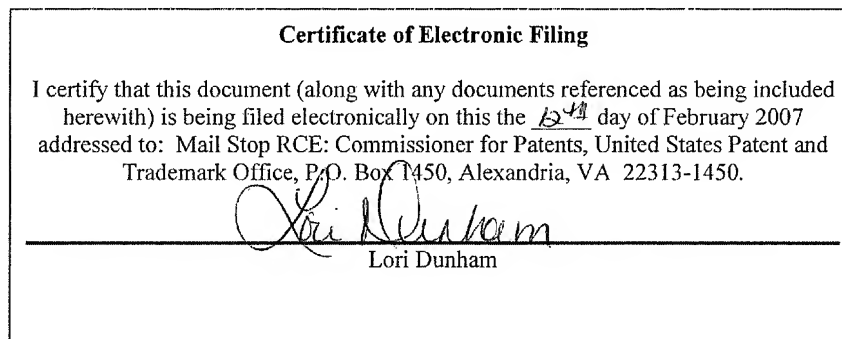 Certificate of Electronic Filing
I certify that this document (along with any documents referenced as being included
herewith) is being filed electronically on this the 12th day of February 2007
addressed to: Mail Stop RCE: Commissioner for Patents, United States Patent and
Trademark Office, P.O. Box 1450, Alexandria, VA 22313-1450.
Lori Dunham
Lori Dunham